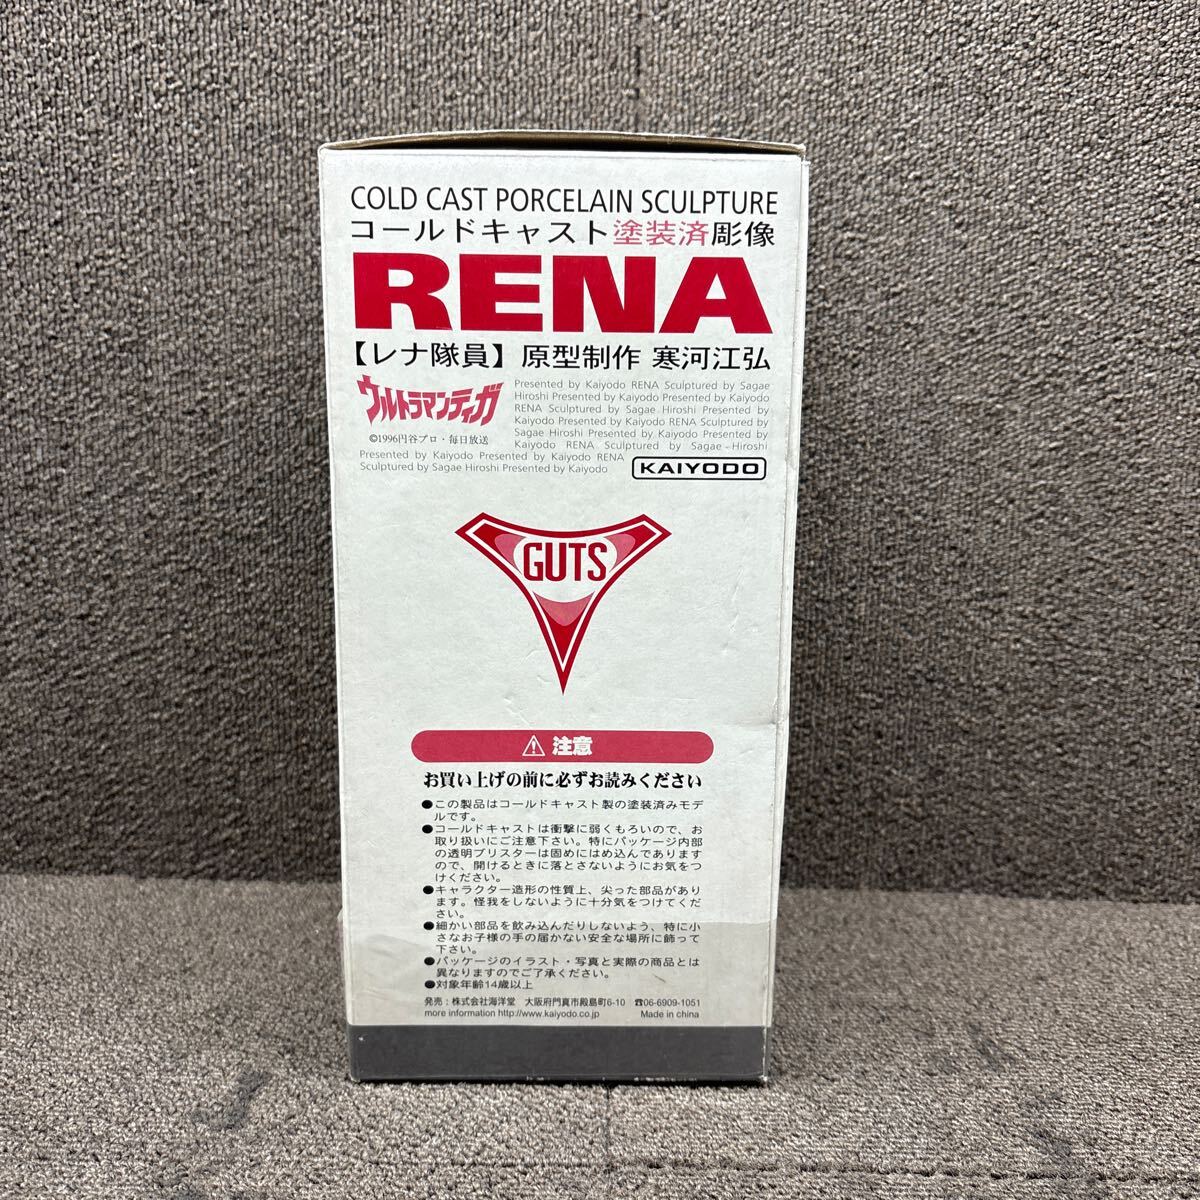 COLD CAST PORCELAIN SCULPTURE
コールドキャスト塗装済彫像
RENA
【レナ隊員】原型制作 寒河江弘
ウルトラマンティガ
©1996円谷プロ・毎日放送
Presented by Kaiyodo RENA Sculptured by Sagae
Hiroshi Presented by Kaiyodo Presented by Kaiyodo
RENA Sculptured by Sagae Hiroshi Presented by
Kaiyodo Presented by Kaiyodo RENA Sculptured by
Sagae Hiroshi Presented by Kaiyodo Presented by
Kaiyodo RENA Sculptured by Sagae-Hiroshi
Presented by Kaiyodo Presented by Kaiyodo RENA
Sculptured by Sagae Hiroshi Presented by Kaiyodo
KAIYODO
GUTS
⚠ 注意
お買い上げの前に必ずお読みください
●この製品はコールドキャスト製の塗装済みモデ
ルです。
●コールドキャストは衝撃に弱くもろいので、お
取り扱いにご注意下さい。特にパッケージ内部
の透明ブリスターは固めにはめ込んでありますの
で、開けるときに落とさないようにお気をつ
けください。
●キャラクター造形の性質上、尖った部品があり
ます。怪我をしないように十分気をつけてくだ
さい。
●細かい部品を飲み込んだりしないよう、特に小
さなお子様の手の届かない安全な場所に飾って
下さい。
●パッケージのイラスト・写真と実際の商品とは
異なりますのでご了承ください。
●対象年齢14歳以上
発売：株式会社海洋堂 大阪府門真市殿島町6-10 ☎06-6909-1051
more information http://www.kaiyodo.co.jp Made in china